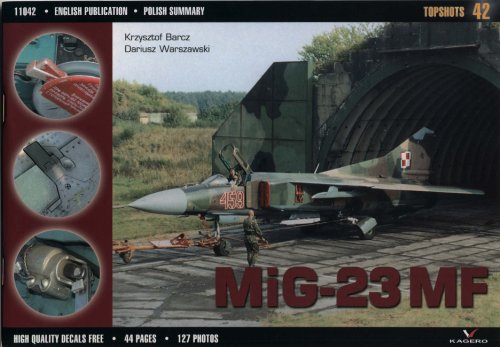 11042 • ENGLISH PUBLICATION • POLISH SUMMARY
TOPSHOTS 42
Krzysztof Barcz
Dariusz Warszawski
459
MiG-23 MF
HIGH QUALITY DECALS FREE • 44 PAGES • 127 PHOTOS
KAGERO